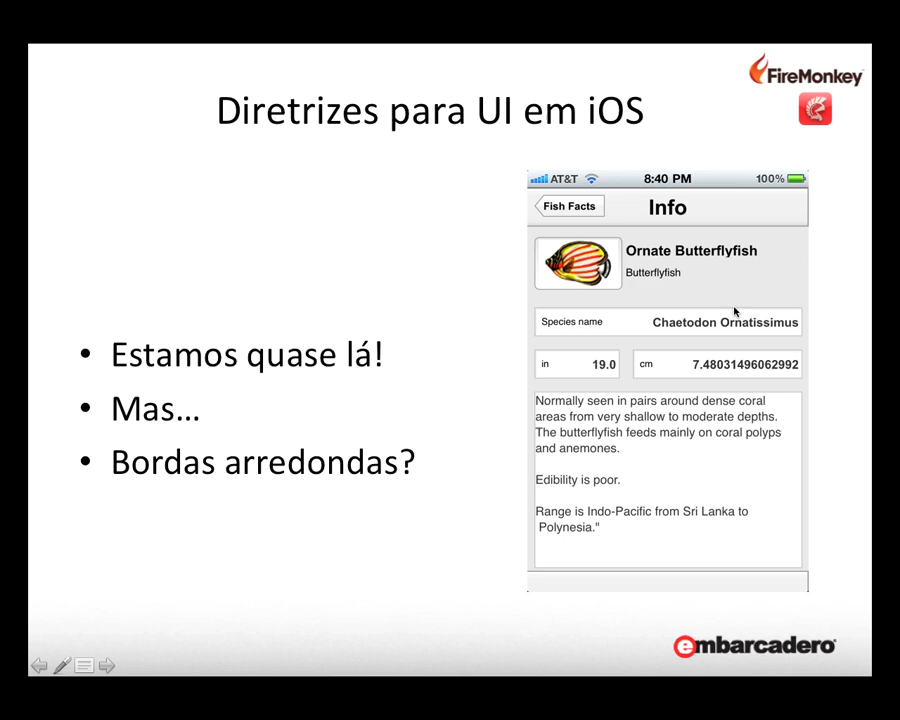 FireMonkey
Diretrizes para UI em iOS
Estamos quase lá!
Mas...
Bordas arredondas?
AT&T 8:40 PM 100%
Fish Facts Info
Ornate Butterflyfish
Butterflyfish
Species name Chaetodon Ornatissimus
in 19.0 cm 7.48031496062992
Normally seen in pairs around dense coral
areas from very shallow to moderate depths.
The butterflyfish feeds mainly on coral polyps
and anemones.
Edibility is poor.
Range is Indo-Pacific from Sri Lanka to
Polynesia."
embarcadero